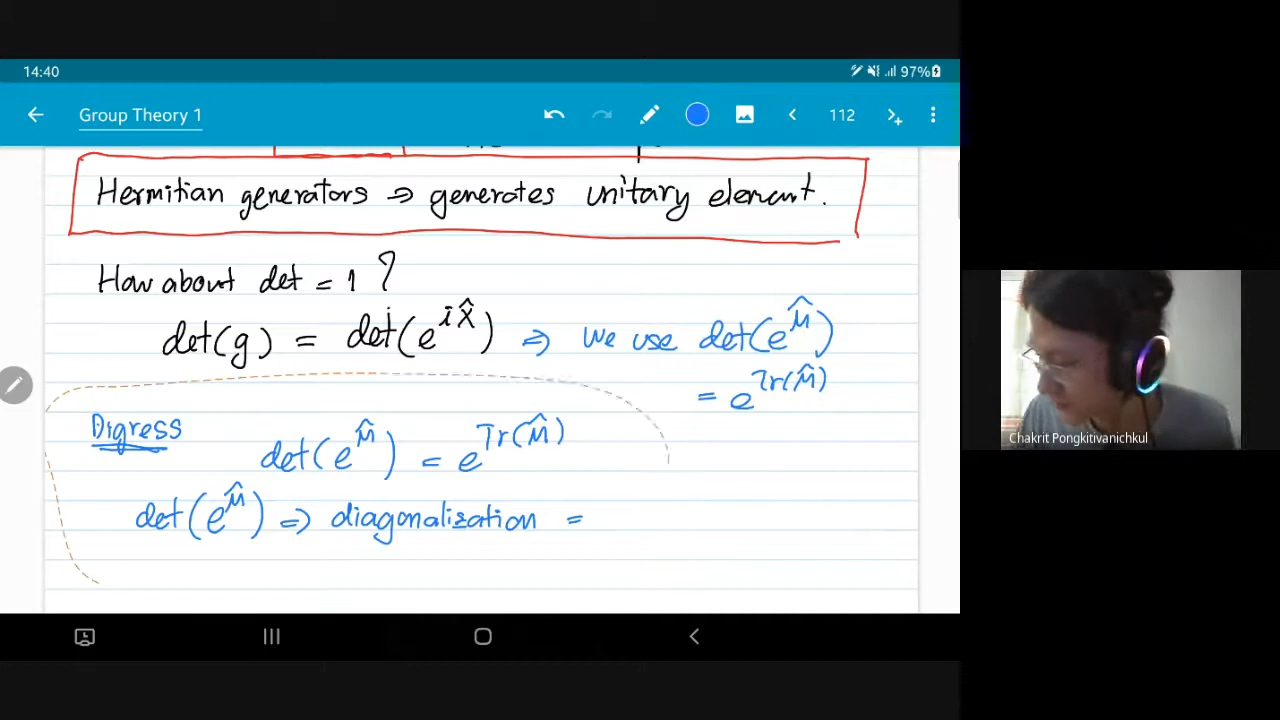 14:40
97%
Group Theory 1
112
Hermitian generators ⇒ generates unitary element.
How about det = 1 ?
det(g) = det(e^{iX̂}) ⇒ We use det(e^{M̂})
= e^{Tr(M̂)}
Digress
det(e^{M̂}) = e^{Tr(M̂)}
det(e^{M̂}) ⇒ diagonalization =
Chakrit Pongkitivanichkul